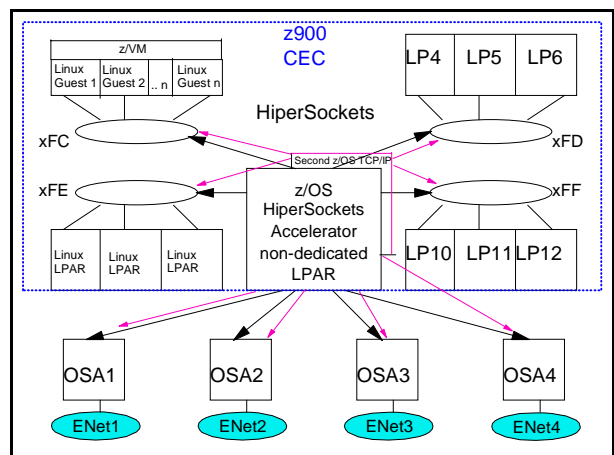 z900
CEC
z/VM
Linux
Guest 1
Linux
Guest 2
.. n
Linux
Guest n
LP4
LP5
LP6
HiperSockets
xFC
xFD
Second z/OS TCP/IP
xFE
xFF
z/OS
HiperSockets
Accelerator
non-dedicated
LPAR
Linux
LPAR
Linux
LPAR
Linux
LPAR
LP10
LP11
LP12
OSA1
OSA2
OSA3
OSA4
ENet1
ENet2
ENet3
ENet4